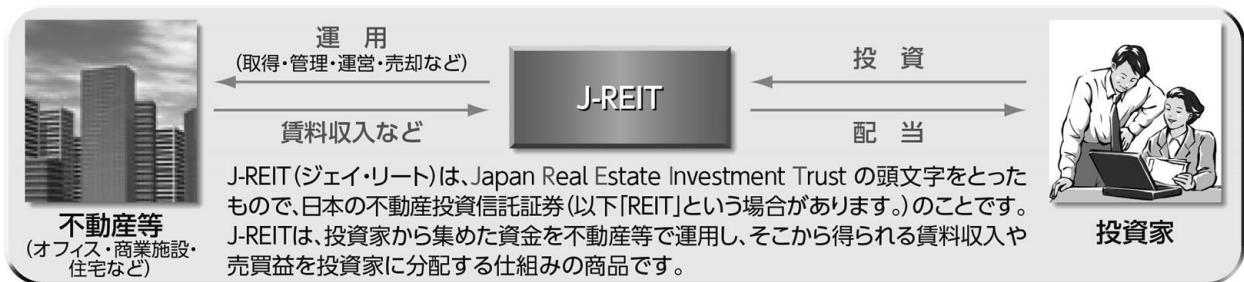 運 用
(取得・管理・運営・売却など)
賃料収入など
J-REIT
投 資
配 当
不動産等
(オフィス・商業施設・
住宅など)
J-REIT(ジェイ・リート)は、Japan Real Estate Investment Trust の頭文字をとった
もので、日本の不動産投資信託証券(以下「REIT」という場合があります。)のことです。
J-REITは、投資家から集めた資金を不動産等で運用し、そこから得られる賃料収入や
売買益を投資家に分配する仕組みの商品です。
投資家